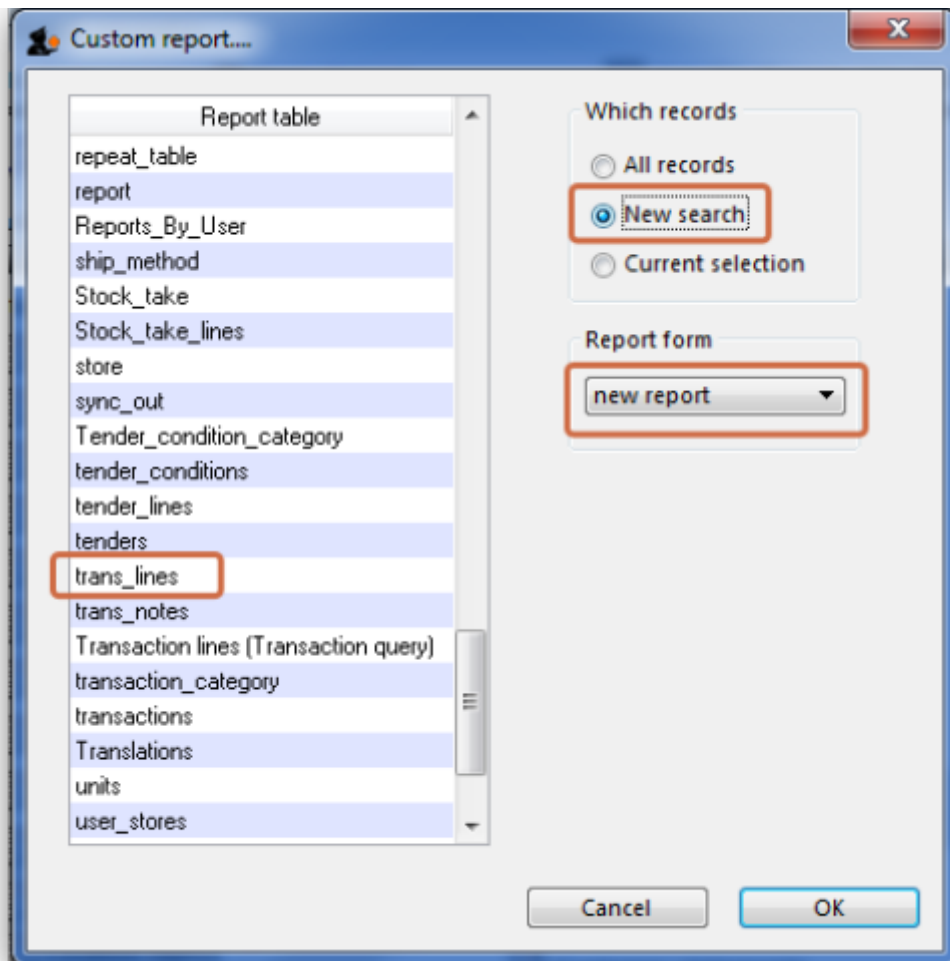 Custom report....
Report table
repeat_table
report
Reports_By_User
ship_method
Stock_take
Stock_take_lines
store
sync_out
Tender_condition_category
tender_conditions
tender_lines
tenders
trans_lines
trans_notes
Transaction lines (Transaction query)
transaction_category
transactions
Translations
units
user_stores
Which records
All records
New search
Current selection
Report form
new report
Cancel
OK